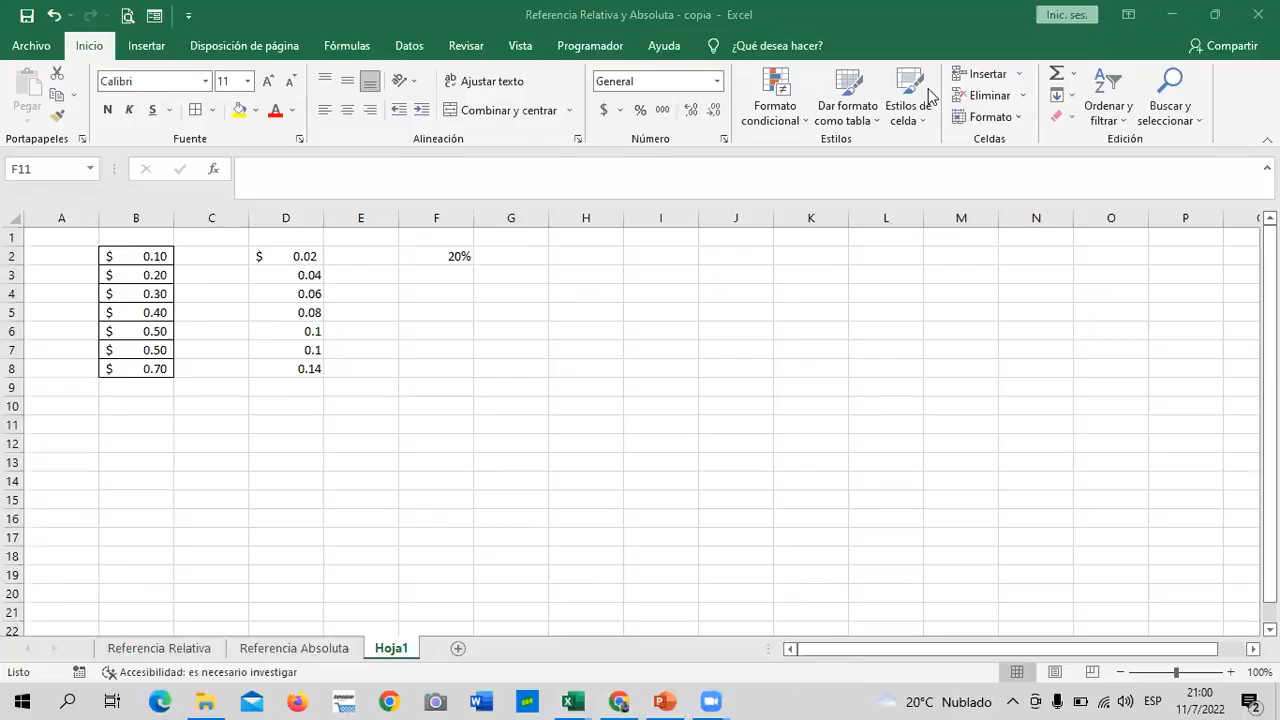 Referencia Relativa y Absoluta - copia - Excel
Inic. ses.
Archivo Inicio Insertar Disposición de página Fórmulas Datos Revisar Vista Programador Ayuda ¿Qué desea hacer? Compartir
Pegar
Calibri 11
N K S
Ajustar texto
Combinar y centrar
General
$ % 000
Formato condicional
Dar formato como tabla
Estilos de celda
Insertar
Eliminar
Formato
Ordenar y filtrar
Buscar y seleccionar
Portapapeles Fuente Alineación Número Estilos Celdas Edición
F11 fx
A B C D E F G H I J K L M N O P
1
2 $ 0.10 $ 0.02 20%
3 $ 0.20 0.04
4 $ 0.30 0.06
5 $ 0.40 0.08
6 $ 0.50 0.1
7 $ 0.50 0.1
8 $ 0.70 0.14
9
10
11
12
13
14
15
16
17
18
19
20
21
22
Referencia Relativa Referencia Absoluta Hoja1
Listo Accesibilidad: es necesario investigar 100%
20°C Nublado ESP
21:00
11/7/2022
2